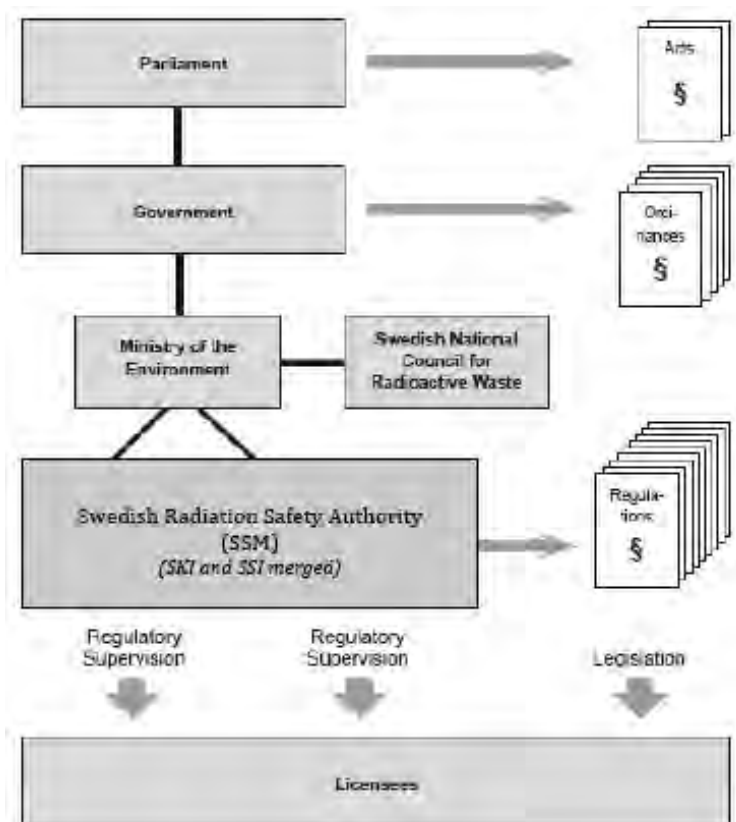 Parliament
Acts
§
Government
Ordi-
nances
§
Ministry of the
Environment
Swedish National
Council for
Radioactive Waste
Swedish Radiation Safety Authority
(SSM)
(SKI and SSI merged)
Regula-
tions
§
Regulatory
Supervision
Regulatory
Supervision
Legislation
Licensees